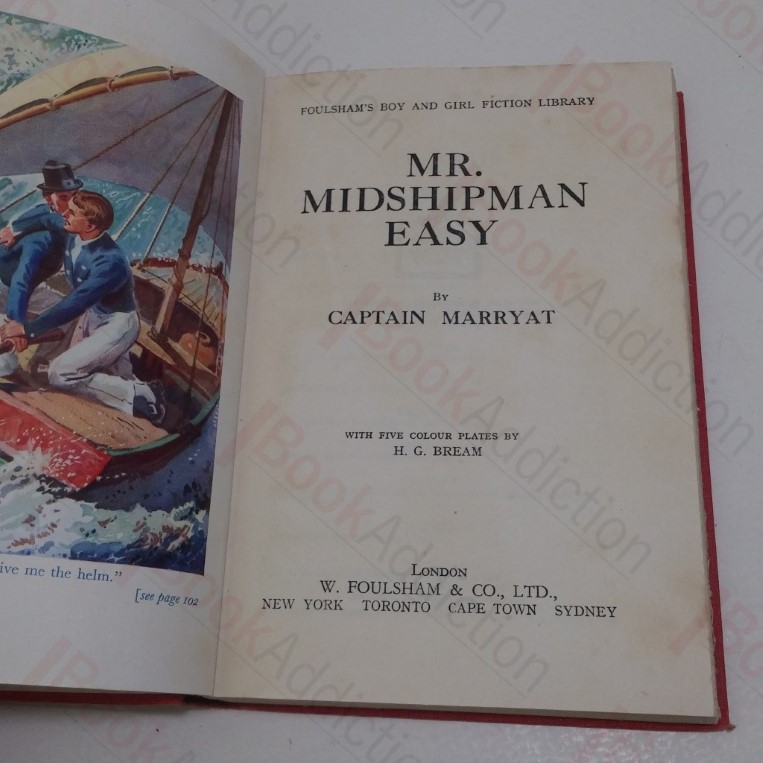 ive me the helm."
[see page 102
FOULSHAM'S BOY AND GIRL FICTION LIBRARY
MR.
MIDSHIPMAN
EASY
By
CAPTAIN MARRYAT
WITH FIVE COLOUR PLATES BY
H. G. BREAM
London
W. FOULSHAM & CO., LTD.,
NEW YORK TORONTO CAPE TOWN SYDNEY
BookAddiction